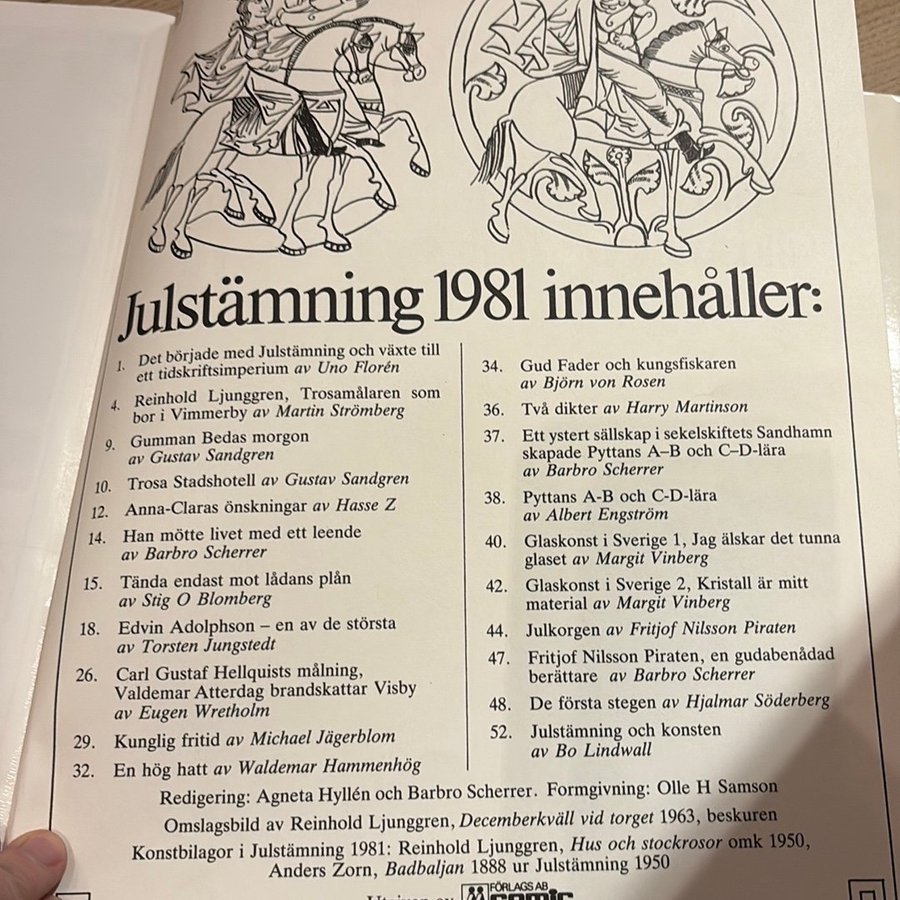 Julstämning 1981 innehåller:
1. Det började med Julstämning och växte till
ett tidskriftsimperium av Uno Florén
4. Reinhold Ljunggren, Trosamålaren som
bor i Vimmerby av Martin Strömberg
9. Gumman Bedas morgon
av Gustav Sandgren
10. Trosa Stadshotell av Gustav Sandgren
12. Anna-Claras önskningar av Hasse Z
14. Han mötte livet med ett leende
av Barbro Scherrer
15. Tända endast mot lådans plån
av Stig O Blomberg
18. Edvin Adolphson – en av de största
av Torsten Jungstedt
26. Carl Gustaf Hellquists målning,
Valdemar Atterdag brandskattar Visby
av Eugen Wretholm
29. Kunglig fritid av Michael Jägerblom
32. En hög hatt av Waldemar Hammenhög
34. Gud Fader och kungsfiskaren
av Björn von Rosen
36. Två dikter av Harry Martinson
37. Ett ystert sällskap i sekelskiftets Sandhamn
skapade Pyttans A–B och C–D-lära
av Barbro Scherrer
38. Pyttans A-B och C-D-lära
av Albert Engström
40. Glaskonst i Sverige 1, Jag älskar det tunna
glaset av Margit Vinberg
42. Glaskonst i Sverige 2, Kristall är mitt
material av Margit Vinberg
44. Julkorgen av Fritjof Nilsson Piraten
47. Fritjof Nilsson Piraten, en gudabenådad
berättare av Barbro Scherrer
48. De första stegen av Hjalmar Söderberg
52. Julstämning och konsten
av Bo Lindwall
Redigering: Agneta Hyllén och Barbro Scherrer. Formgivning: Olle H Samson
Omslagsbild av Reinhold Ljunggren, Decemberkväll vid torget 1963, beskuren
Konstbilagor i Julstämning 1981: Reinhold Ljunggren, Hus och stockrosor omk 1950,
Anders Zorn, Badbaljan 1888 ur Julstämning 1950
FÖRLAGS AB